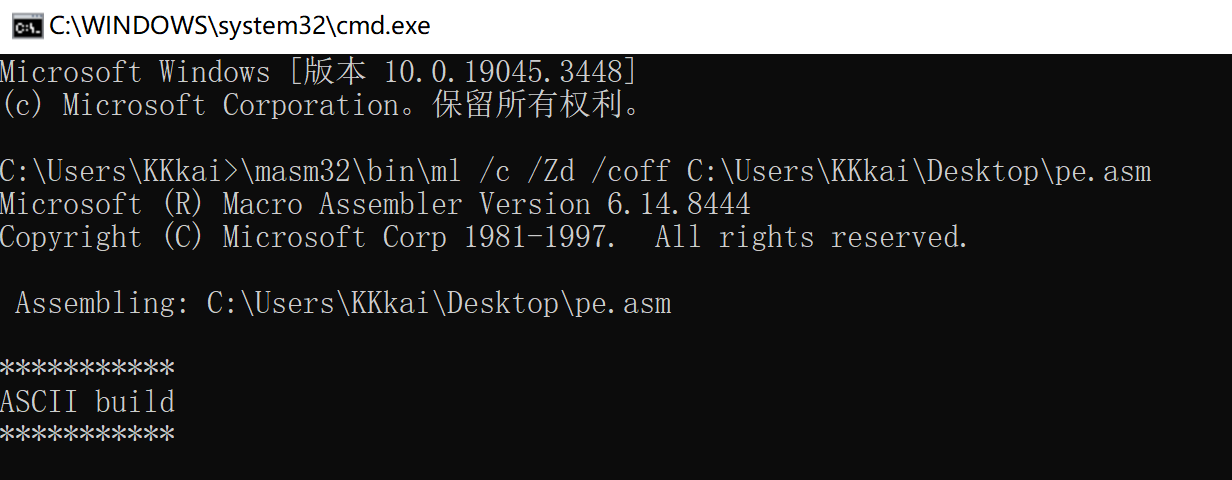 C:\WINDOWS\system32\cmd.exe
Microsoft Windows [版本 10.0.19045.3448]
(c) Microsoft Corporation。保留所有权利。
C:\Users\KKkai>\masm32\bin\ml /c /Zd /coff C:\Users\KKkai\Desktop\pe.asm
Microsoft (R) Macro Assembler Version 6.14.8444
Copyright (C) Microsoft Corp 1981-1997.  All rights reserved.
 Assembling: C:\Users\KKkai\Desktop\pe.asm
***********
ASCII build
***********